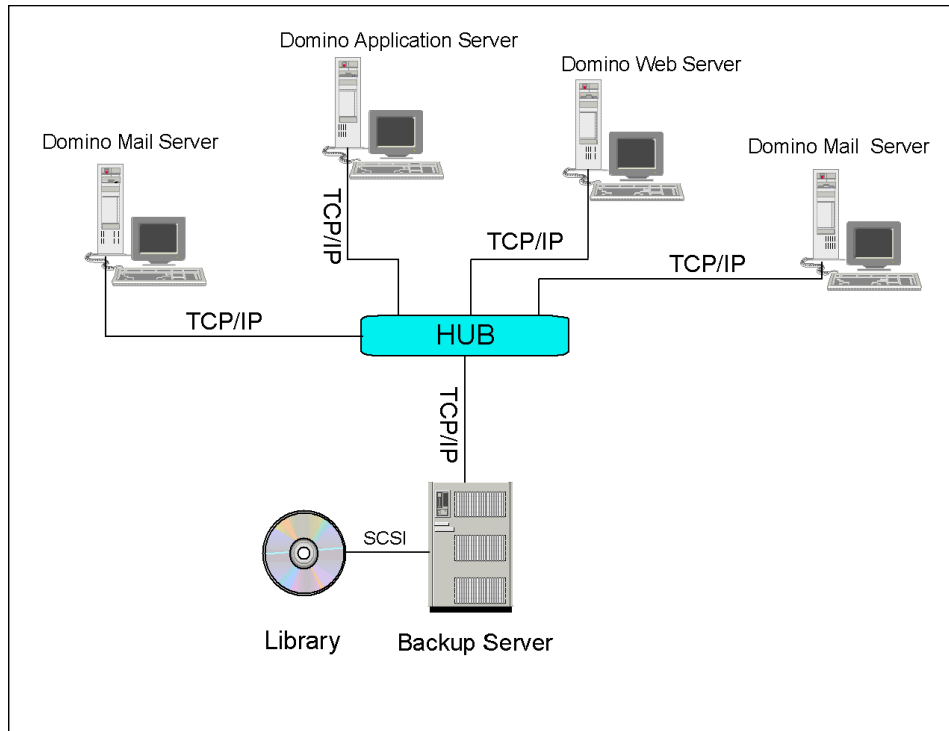 Domino Application Server
Domino Web Server
Domino Mail Server
Domino Mail Server
TCP/IP
TCP/IP
TCP/IP
TCP/IP
HUB
TCP/IP
SCSI
Library
Backup Server